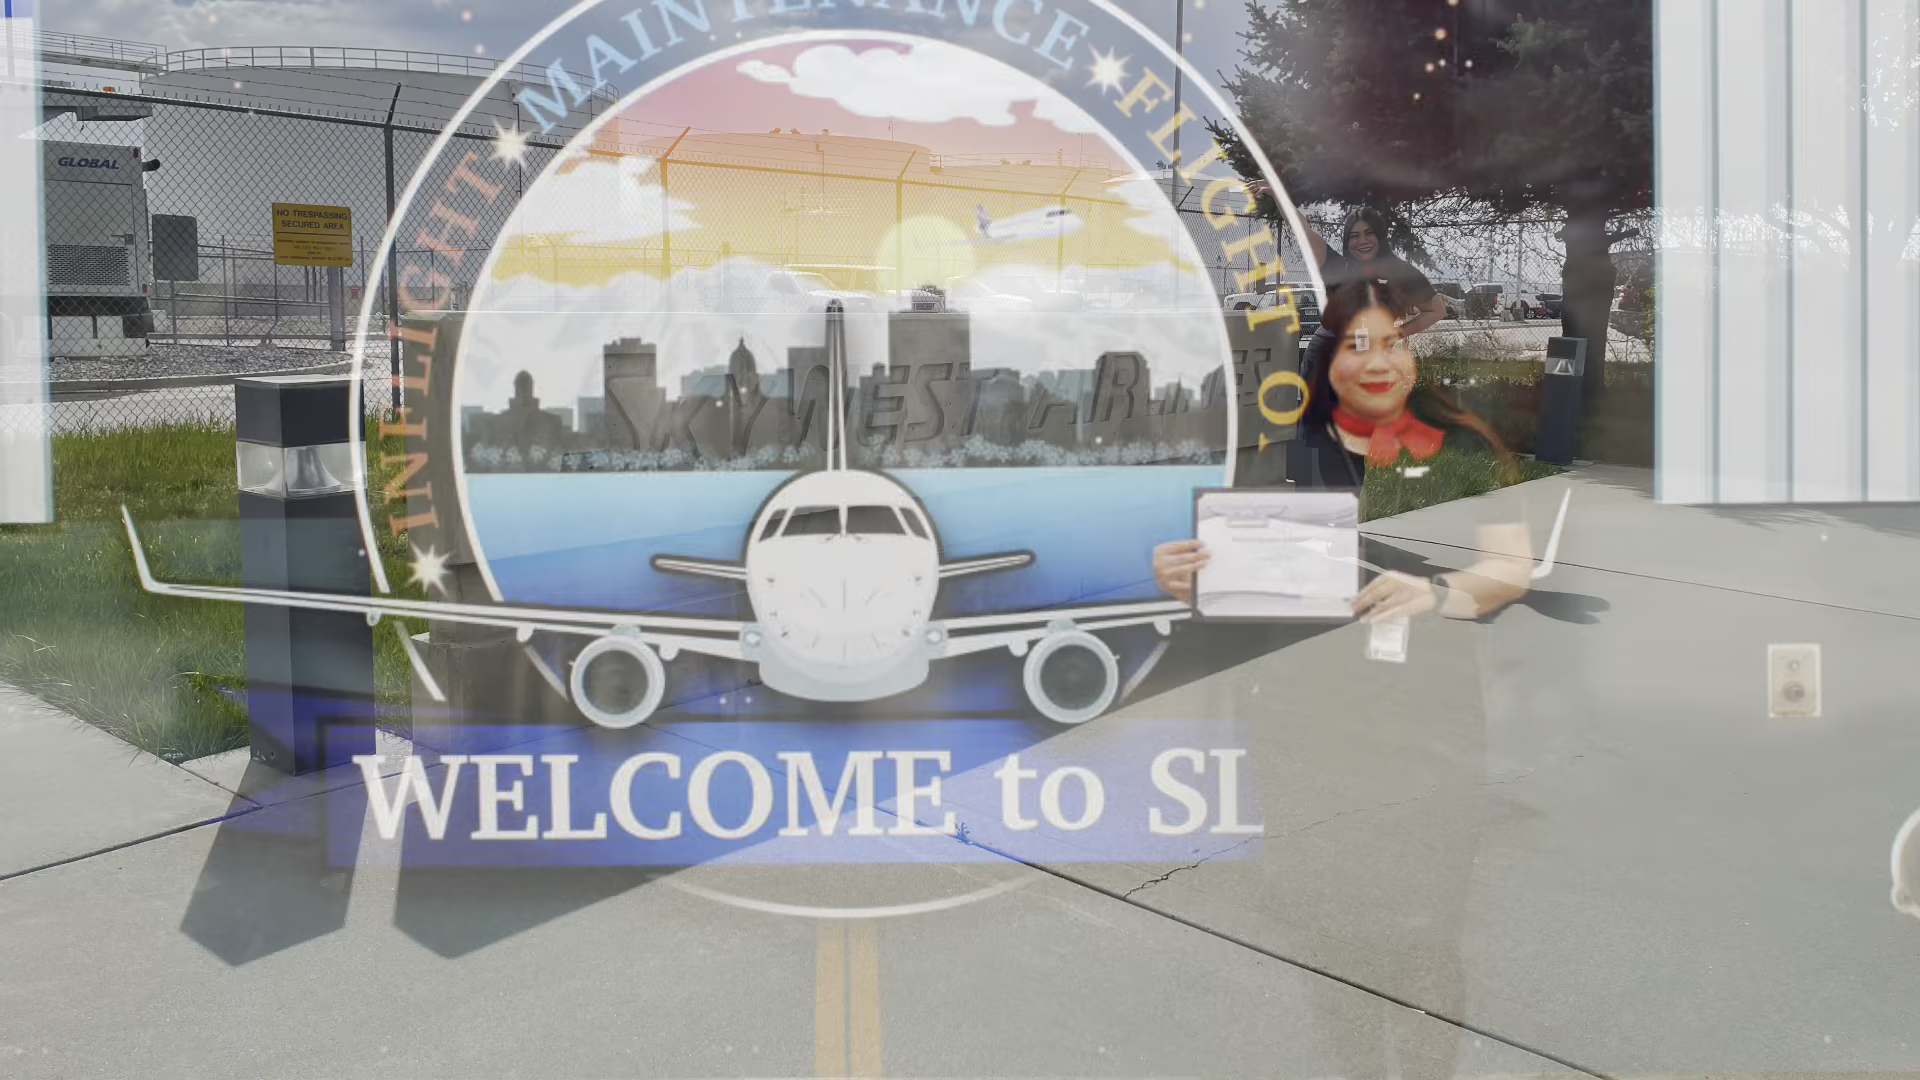 MAINTENANCE
FLIGHT O
INFLIGHT
GLOBAL
NO TRESPASSING
SECURED AREA
SKYWEST AIRLINES
WELCOME to SL